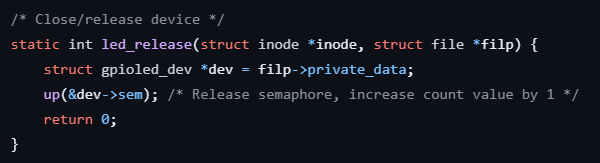 /* Close/release device */
static int led_release(struct inode *inode, struct file *filp) {
    struct gpioled_dev *dev = filp->private_data;
    up(&dev->sem); /* Release semaphore, increase count value by 1 */
    return 0;
}